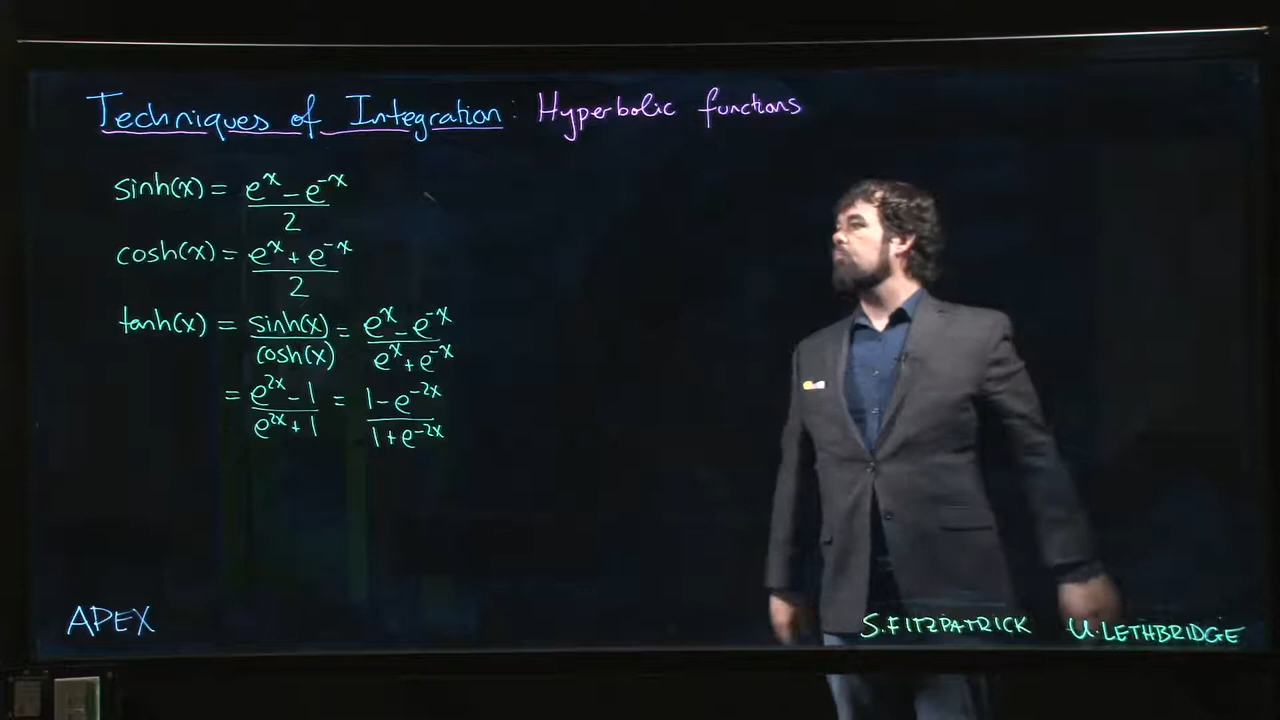 Techniques of Integration: Hyperbolic functions
sinh(x) = (e^x - e^-x)/2
cosh(x) = (e^x + e^-x)/2
tanh(x) = sinh(x)/cosh(x) = (e^x - e^-x)/(e^x + e^-x)
= (e^2x - 1)/(e^2x + 1) = (1 - e^-2x)/(1 + e^-2x)
APEX
S. FITZPATRICK U. LETHBRIDGE